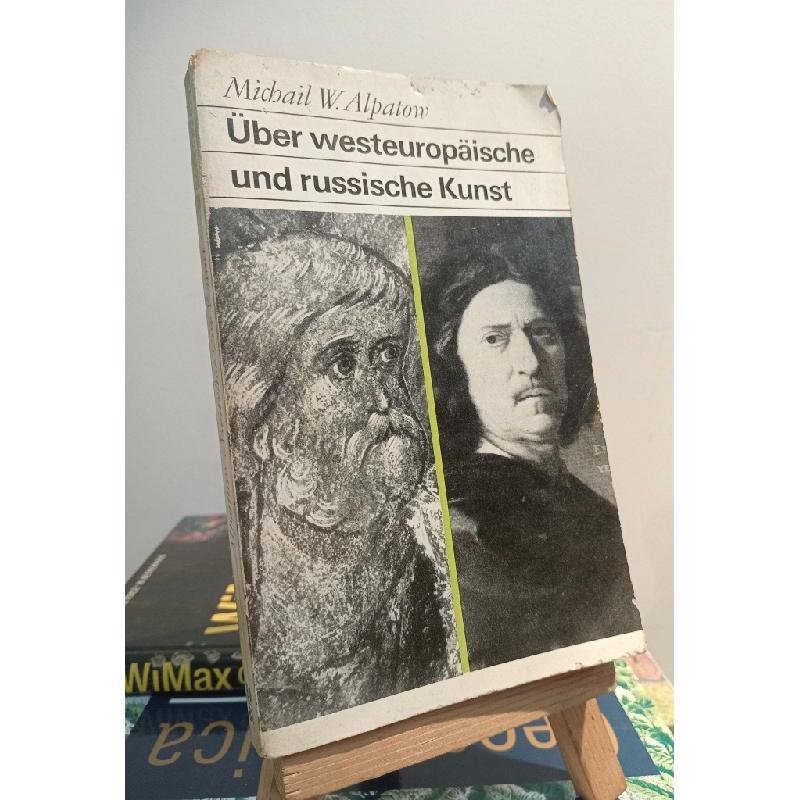 Michail W. Alpatow
Über westeuropäische
und russische Kunst
WiMax